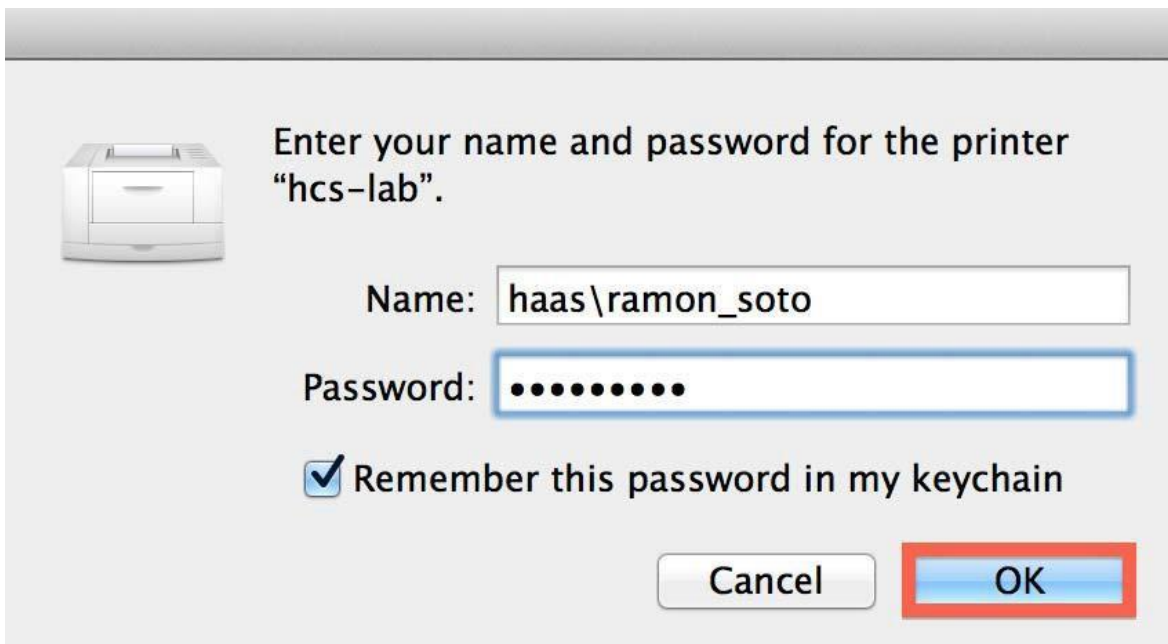 Enter your name and password for the printer
“hcs-lab”.
Name: haas\ramon_soto
Password: •••••••••
Remember this password in my keychain
Cancel OK